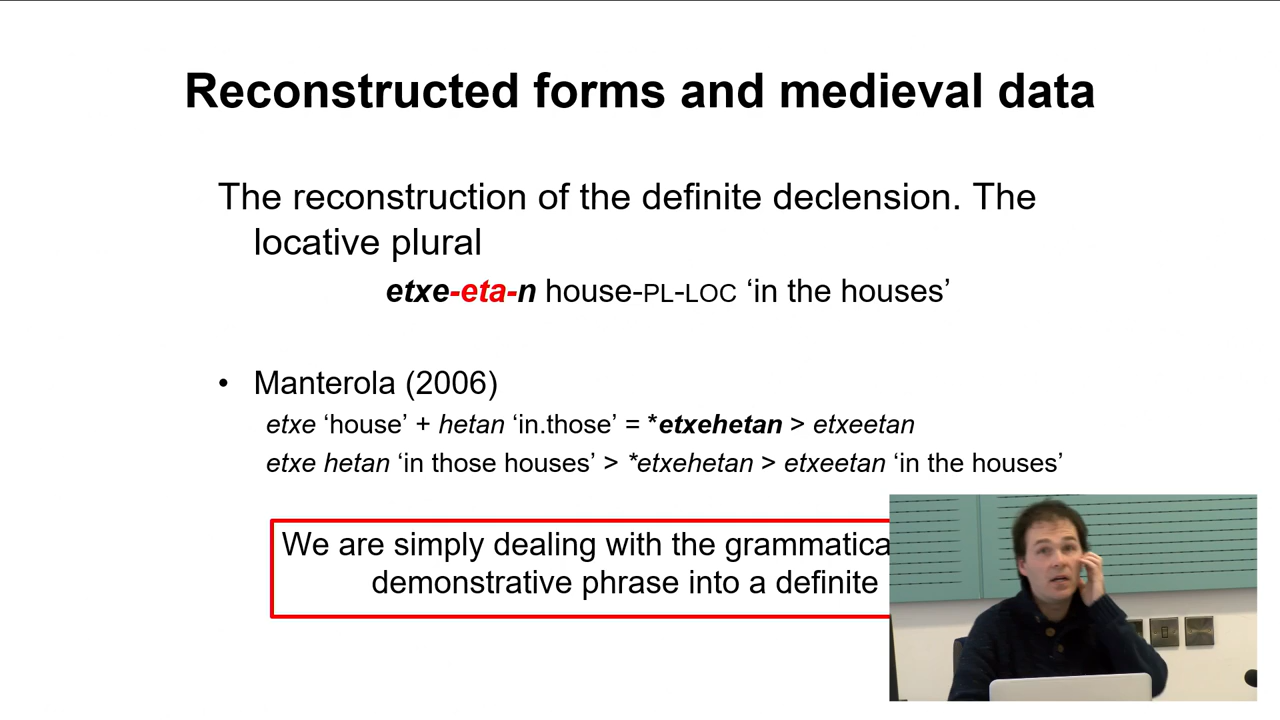 Reconstructed forms and medieval data
The reconstruction of the definite declension. The
locative plural
etxe-eta-n house-PL-LOC ‘in the houses’
• Manterola (2006)
etxe ‘house’ + hetan ‘in.those’ = *etxehetan > etxeetan
etxe hetan ‘in those houses’ > *etxehetan > etxeetan ‘in the houses’
We are simply dealing with the
demonstrative phrase into a definite